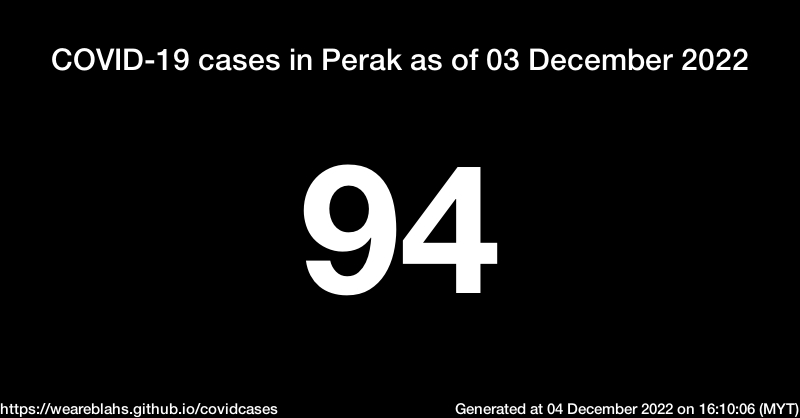 COVID-19 cases in Perak as of 03 December 2022
94
https://weareblahs.github.io/covidcases
Generated at 04 December 2022 on 16:10:06 (MYT)